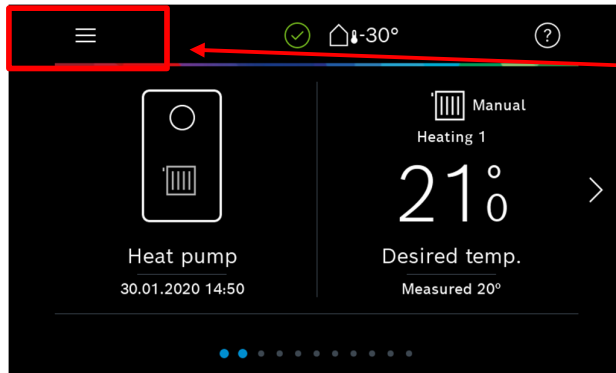 -30°
?
Manual
Heating 1
21°0
Heat pump
Desired temp.
30.01.2020 14:50
Measured 20°